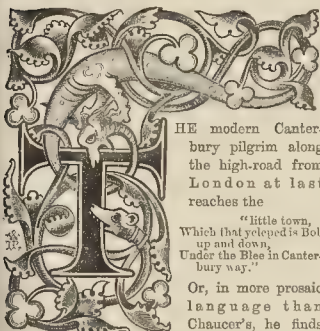 THE modern Canter-
bury pilgrim along
the high-road from
London at last
reaches the
"little town,
Which that ycleped is Bob
up and down,
Under the Blee in Canter-
bury way."
Or, in more prosaic
language than
Chaucer's, he finds